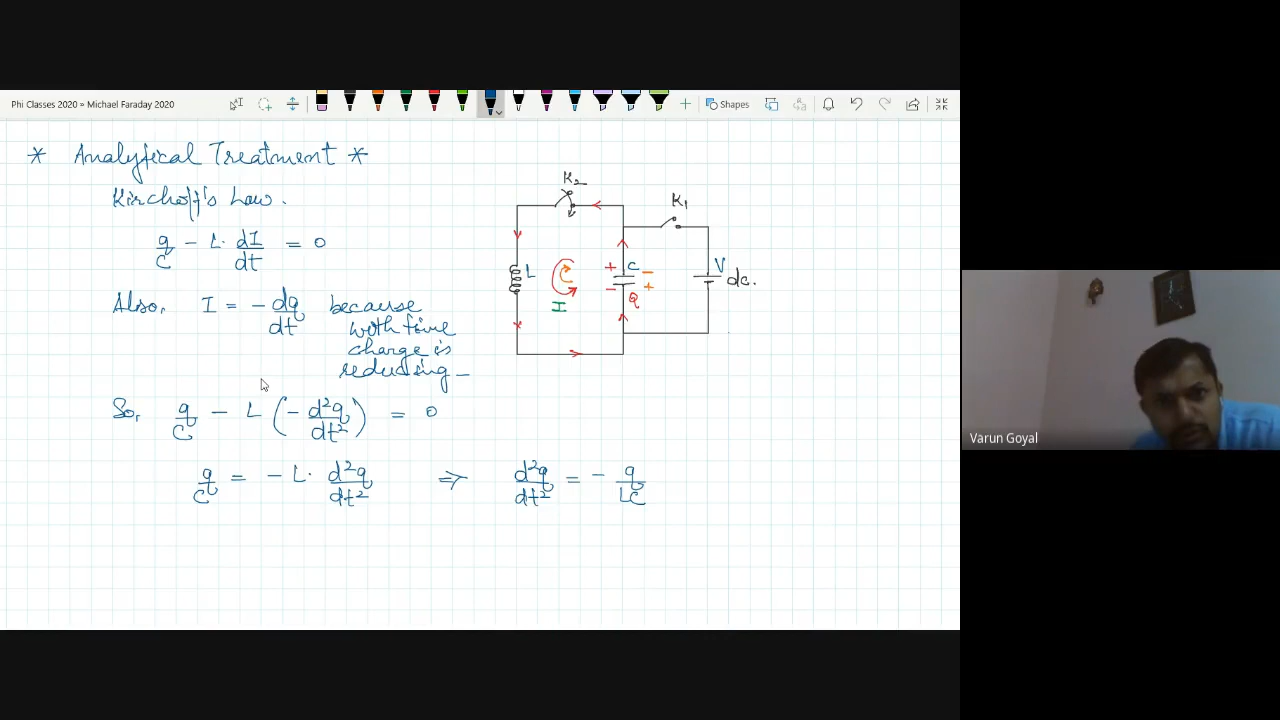 Phi Classes 2020 » Michael Faraday 2020
Shapes
* Analytical Treatment *
Kirchoff's Law.
q/C - L. dI/dt = 0
Also, I = - dq/dt because
with time
charge is
reducing -
So, q/C - L (- d²q/dt²) = 0
q/C = - L. d²q/dt² ⇒ d²q/dt² = - q/LC
K₂
K₁
L
I
+ C -
- Q +
V
dc.
Varun Goyal